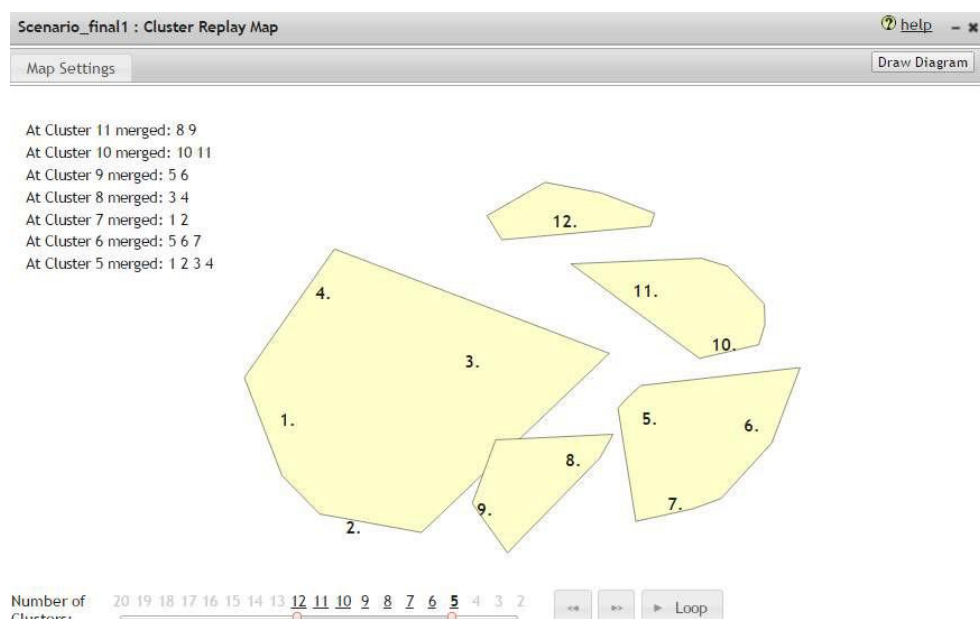 Scenario_final1 : Cluster Replay Map
help
Map Settings
Draw Diagram
At Cluster 11 merged: 8 9
At Cluster 10 merged: 10 11
At Cluster 9 merged: 5 6
At Cluster 8 merged: 3 4
At Cluster 7 merged: 1 2
At Cluster 6 merged: 5 6 7
At Cluster 5 merged: 1 2 3 4
12.
11.
4.
10.
3.
1.
5.
6.
8.
9.
7.
2.
Number of Clusters:
20 19 18 17 16 15 14 13 12 11 10 9 8 7 6 5 4 3 2
Loop